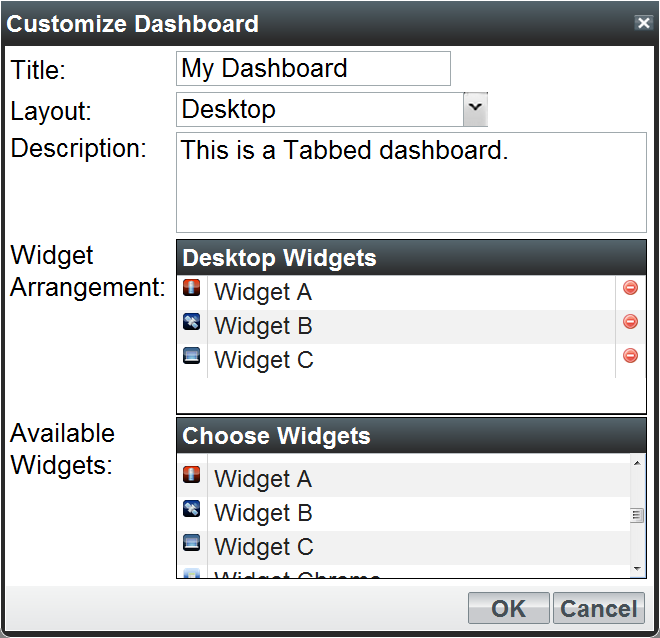 Customize Dashboard
Title: My Dashboard
Layout: Desktop
Description: This is a Tabbed dashboard.
Widget Arrangement:
Desktop Widgets
Widget A
Widget B
Widget C
Available Widgets:
Choose Widgets
Widget A
Widget B
Widget C
Widget Chrome
OK Cancel